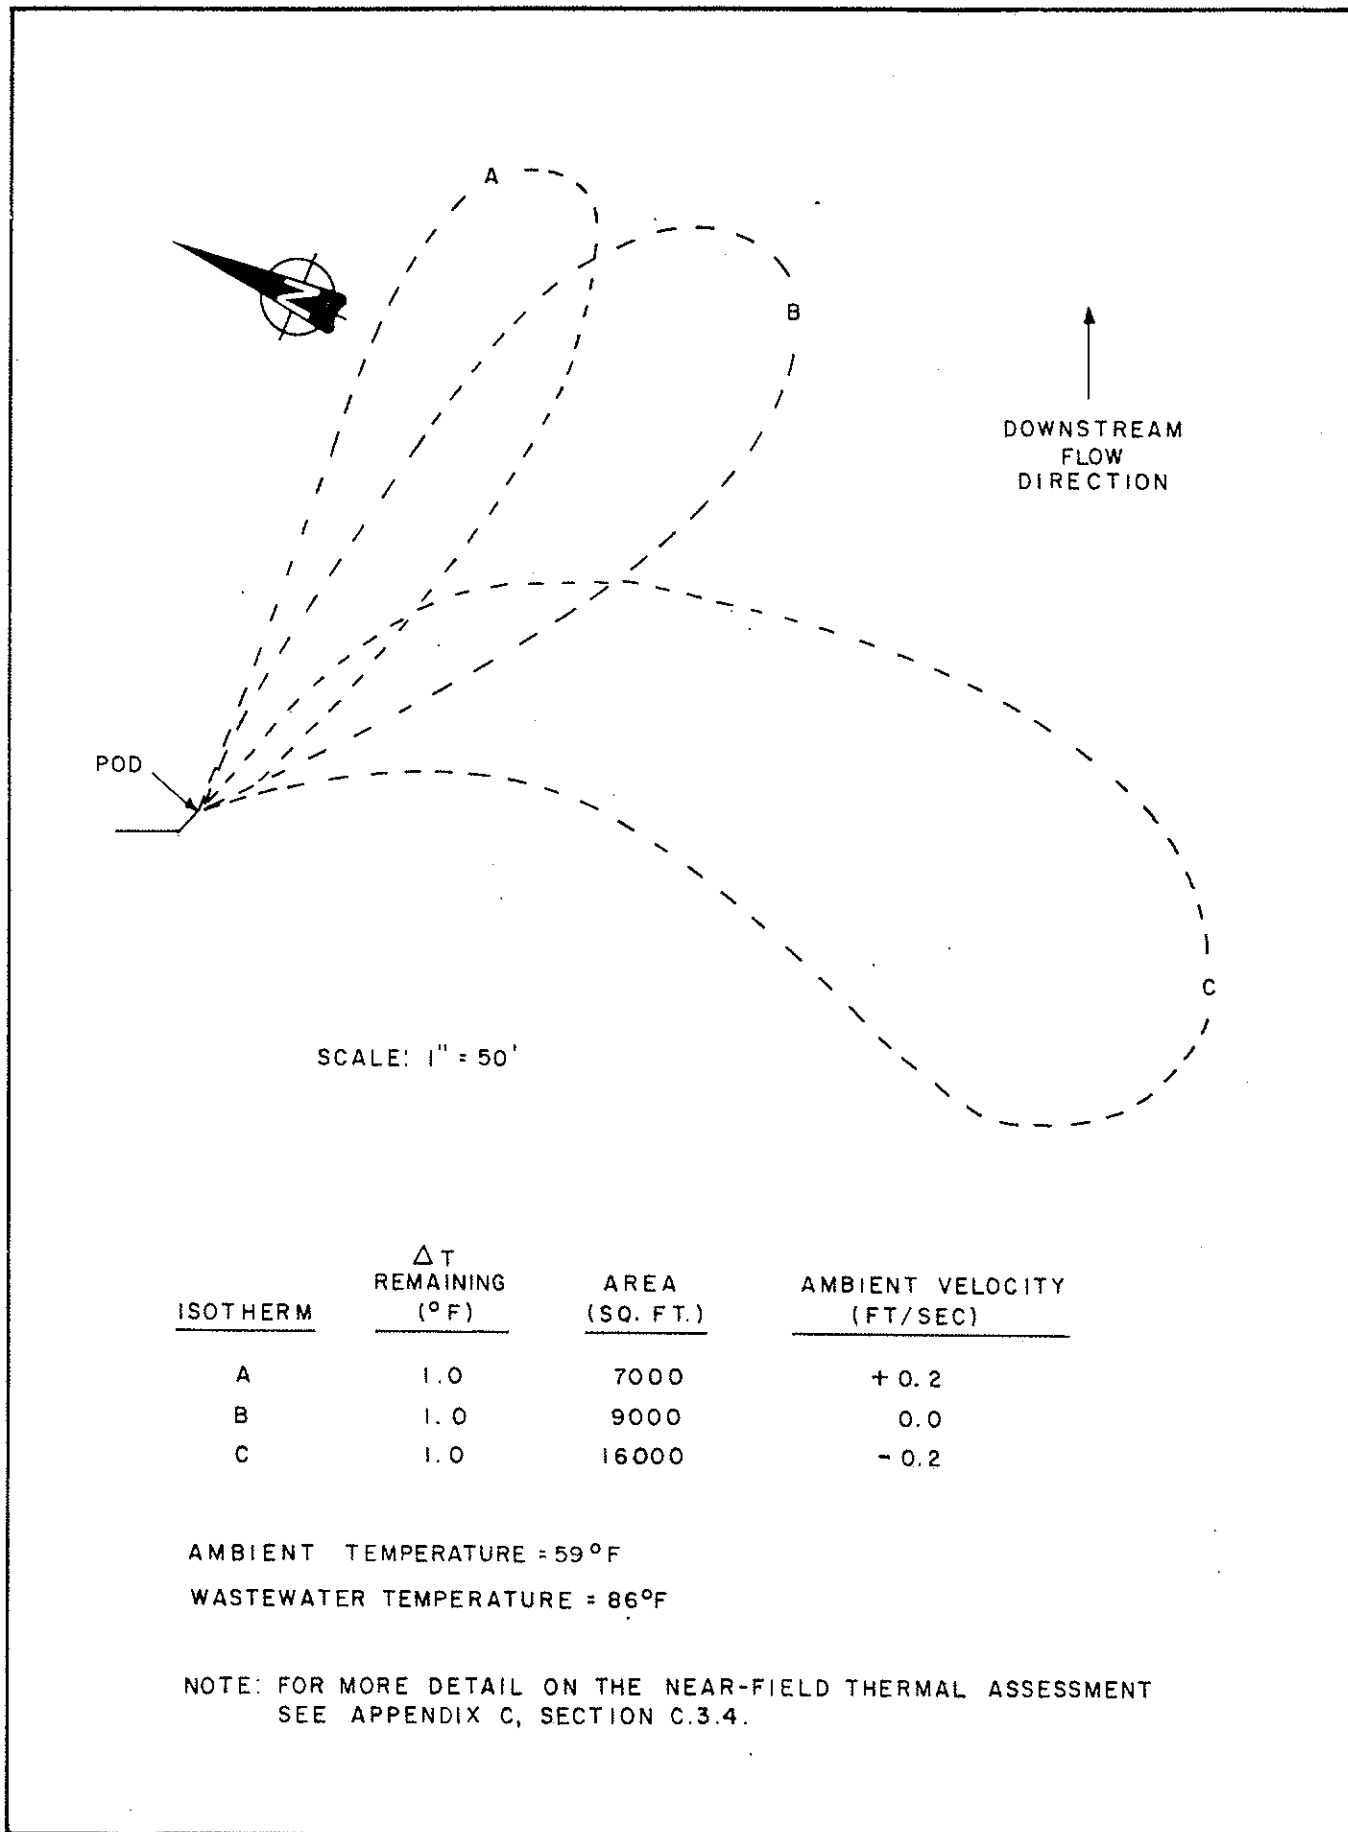 A
N
B
DOWNSTREAM
FLOW
DIRECTION
POD
C
SCALE: 1" = 50'
ISOTHERM ΔT REMAINING (°F) AREA (SQ. FT.) AMBIENT VELOCITY (FT/SEC)
A 1.0 7000 + 0.2
B 1.0 9000 0.0
C 1.0 16000 - 0.2
AMBIENT TEMPERATURE = 59°F
WASTEWATER TEMPERATURE = 86°F
NOTE: FOR MORE DETAIL ON THE NEAR-FIELD THERMAL ASSESSMENT
SEE APPENDIX C, SECTION C.3.4.